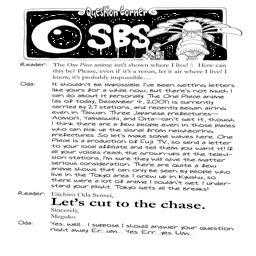 Question Corner
SBS
Reader: The One Piece anime isn't shown where I live!! How can
this be? Please, even if it's a rerun, let it air where I live! I
know, it's probably impossible...
Oda: It shouldn't be impossible. I've been getting letters
like yours for a while now, but there's not much I
can do about it personally. The One Piece anime
(as of today, December 4, 2001) is currently
carried by 27 stations, and recently began airing
even in Taiwan. Three Japanese prefectures--
Aomori, Yamanashi, and Oita--can't get it, though
I think there are a few people even in those places
who can pick up the signal from neighboring
prefectures. So let's make some waves here. One
Piece is a production of Fuji TV, so send a letter
to your local affiliate and tell them you want it! If
all your voices reach the grown-ups at the televi-
sion stations, I'm sure they will give the matter
serious consideration. There are quite a few
anime shows that can only be seen by people who
live in the Tokyo area. I grew up in Kyushu, so
there were a lot of anime I couldn't get. I under-
stand your plight. Tokyo gets all the breaks!
Reader: Eiichiro Oda Sensei,
Let's cut to the chase.
Sincerely,
Meguko
Oda: Yes, well... I suppose I should answer your question
right away. Er, um... Yes. Err... yes. Um.